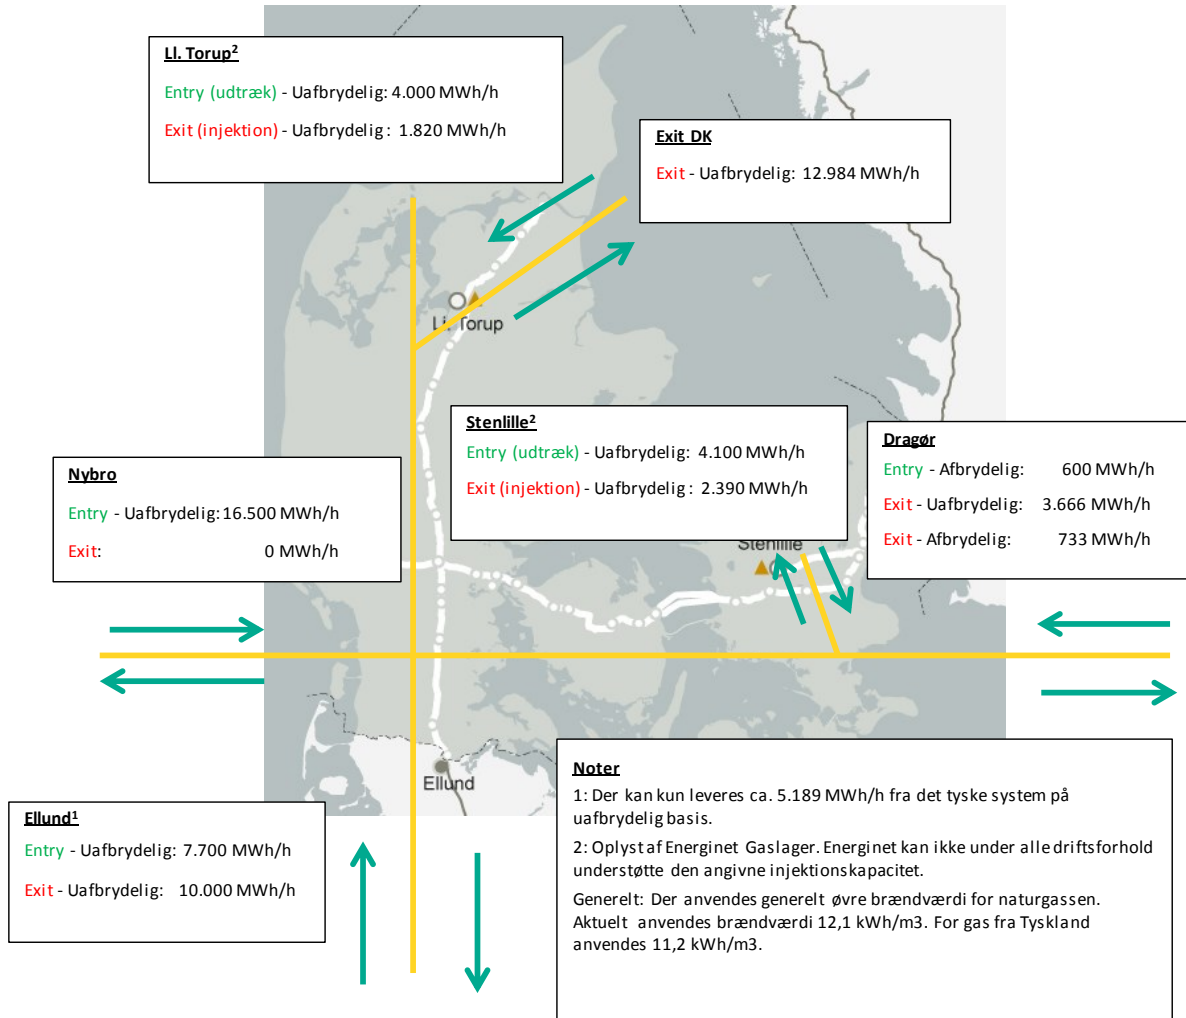 Ll. Torup²
Entry (udtræk) - Uafbrydelig: 4.000 MWh/h
Exit (injektion) - Uafbrydelig : 1.820 MWh/h
Exit DK
Exit - Uafbrydelig: 12.984 MWh/h
Ll. Torup
Stenlille²
Entry (udtræk) - Uafbrydelig: 4.100 MWh/h
Exit (injektion) - Uafbrydelig : 2.390 MWh/h
Dragør
Entry - Afbrydelig: 600 MWh/h
Exit - Uafbrydelig: 3.666 MWh/h
Exit - Afbrydelig: 733 MWh/h
Nybro
Entry - Uafbrydelig: 16.500 MWh/h
Exit: 0 MWh/h
Stenlille
Ellund
Ellund¹
Entry - Uafbrydelig: 7.700 MWh/h
Exit - Uafbrydelig: 10.000 MWh/h
Noter
1: Der kan kun leveres ca. 5.189 MWh/h fra det tyske system på
uafbrydelig basis.
2: Oplyst af Energinet Gaslager. Energinet kan ikke under alle driftsforhold
understøtte den angivne injektionskapacitet.
Generelt: Der anvendes generelt øvre brændværdi for naturgassen.
Aktuelt anvendes brændværdi 12,1 kWh/m3. For gas fra Tyskland
anvendes 11,2 kWh/m3.